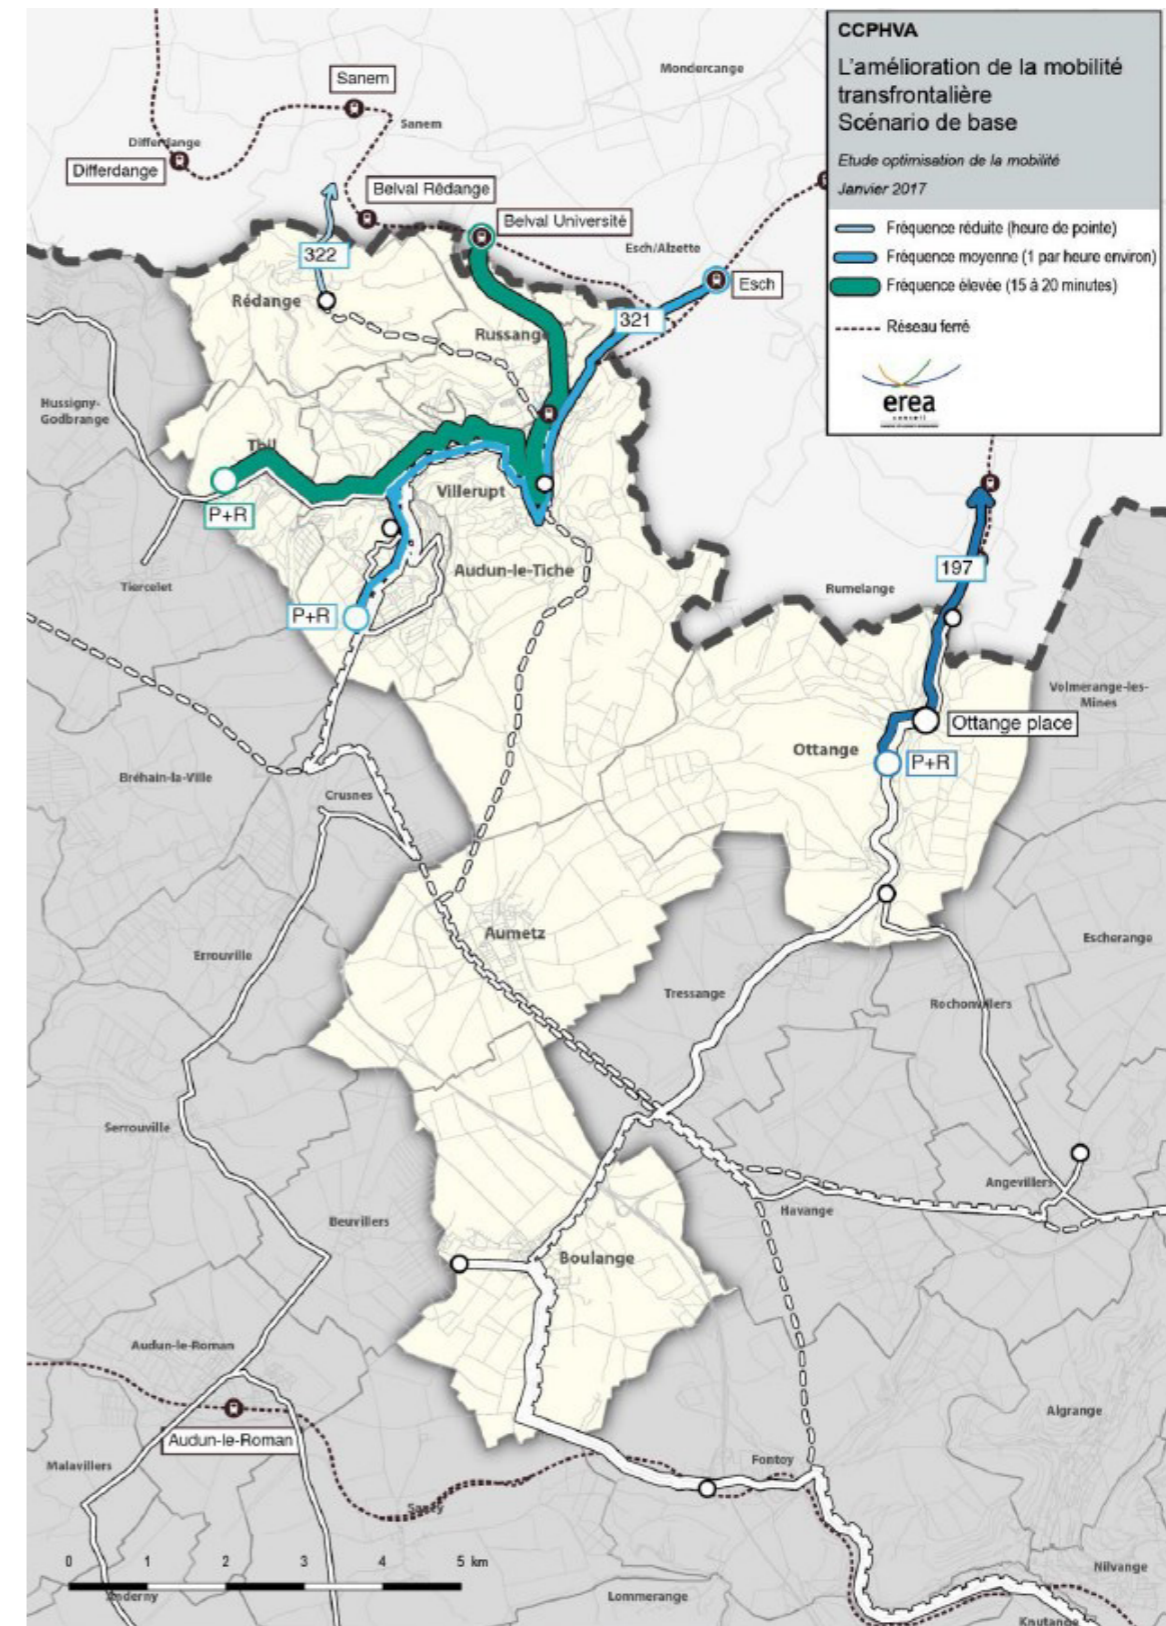 CCPHVA
L'amélioration de la mobilité
transfrontalière
Scénario de base
Etude optimisation de la mobilité
Janvier 2017
Fréquence réduite (heure de pointe)
Fréquence moyenne (1 par heure environ)
Fréquence élevée (15 à 20 minutes)
Réseau ferré
erea
conseil
Mondercange
Sanem
Sanem
Differdange
Differdange
Belval Rédange
Belval Université
Esch/Alzette
322
Esch
Rédange
321
Russange
Hussigny-
Godbrange
Thil
Villerupt
P+R
197
Audun-le-Tiche
Tiercelet
Rumelange
P+R
Volmerange-les-
Mines
Ottange place
Ottange
P+R
Bréhain-la-Ville
Crusnes
Aumetz
Escherange
Errouville
Tressange
Rochonvillers
Serrouville
Angevillers
Havange
Beuvillers
Boulange
Audun-le-Roman
Algrange
Audun-le-Roman
Malavillers
Fontoy
Sancy
0 1 2 3 4 5 km
Nilvange
Anderny
Lommerange
Knutange